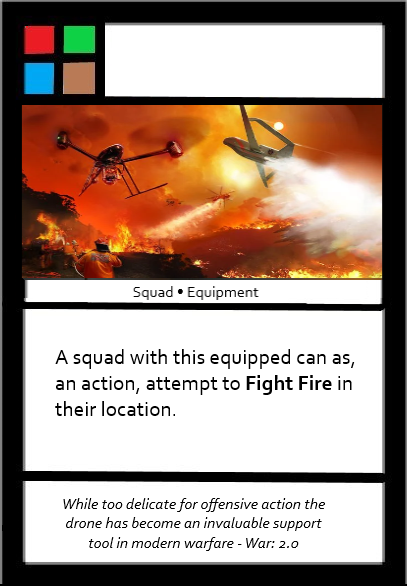 Squad • Equipment
A squad with this equipped can as,
an action, attempt to Fight Fire in
their location.
While too delicate for offensive action the
drone has become an invaluable support
tool in modern warfare - War: 2.0